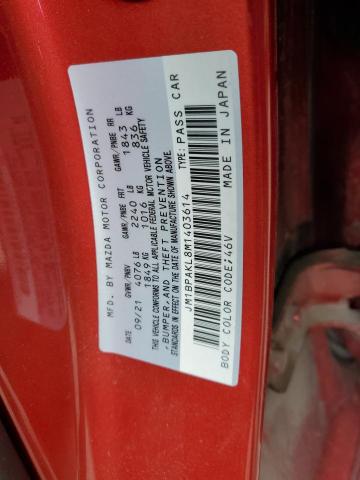 MFD. BY MAZDA MOTOR CORPORATION
DATE GVWR/PNBV GAWR/PNBE FRT GAWR/PNBE RR
09/21 4076 LB 2240 LB 1843 LB
1849 KG 1016 KG 836 KG
THIS VEHICLE CONFORMS TO ALL APPLICABLE FEDERAL MOTOR VEHICLE SAFETY
, BUMPER, AND THEFT PREVENTION
STANDARDS IN EFFECT ON THE DATE OF MANUFACTURE SHOWN ABOVE.
JM1BPAKL8M1403614 TYPE: PASS CAR
BODY COLOR CODE/46V MADE IN JAPAN